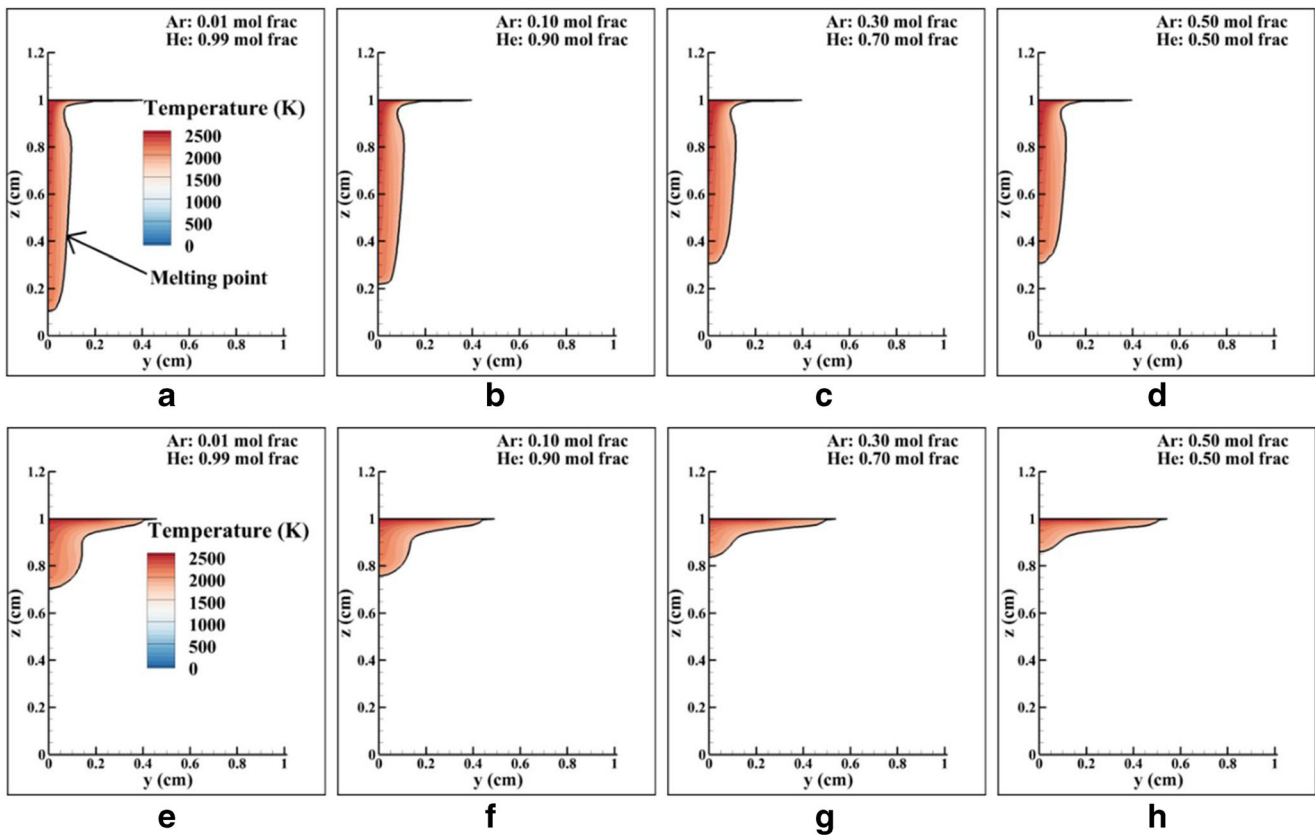 Ar: 0.01 mol frac
He: 0.99 mol frac
1.2
1
0.8
0.6
0.4
0.2
0
z (cm)
Temperature (K)
2500
2000
1500
1000
500
0
Melting point
0 0.2 0.4 0.6 0.8 1
y (cm)
a
Ar: 0.10 mol frac
He: 0.90 mol frac
1.2
1
0.8
0.6
0.4
0.2
0
z (cm)
0 0.2 0.4 0.6 0.8 1
y (cm)
b
Ar: 0.30 mol frac
He: 0.70 mol frac
1.2
1
0.8
0.6
0.4
0.2
0
z (cm)
0 0.2 0.4 0.6 0.8 1
y (cm)
c
Ar: 0.50 mol frac
He: 0.50 mol frac
1.2
1
0.8
0.6
0.4
0.2
0
z (cm)
0 0.2 0.4 0.6 0.8 1
y (cm)
d
Ar: 0.01 mol frac
He: 0.99 mol frac
1.2
1
0.8
0.6
0.4
0.2
0
z (cm)
Temperature (K)
2500
2000
1500
1000
500
0
0 0.2 0.4 0.6 0.8 1
y (cm)
e
Ar: 0.10 mol frac
He: 0.90 mol frac
1.2
1
0.8
0.6
0.4
0.2
0
z (cm)
0 0.2 0.4 0.6 0.8 1
y (cm)
f
Ar: 0.30 mol frac
He: 0.70 mol frac
1.2
1
0.8
0.6
0.4
0.2
0
z (cm)
0 0.2 0.4 0.6 0.8 1
y (cm)
g
Ar: 0.50 mol frac
He: 0.50 mol frac
1.2
1
0.8
0.6
0.4
0.2
0
z (cm)
0 0.2 0.4 0.6 0.8 1
y (cm)
h